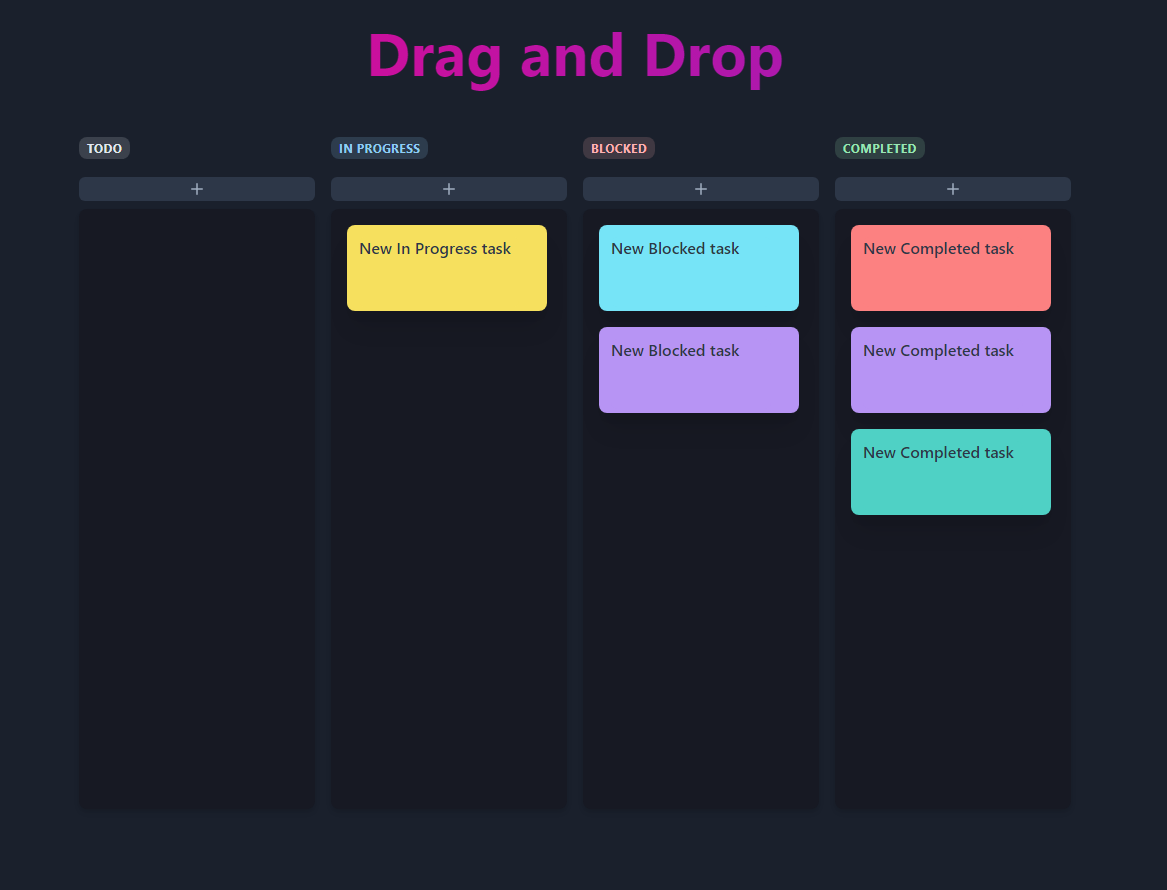 Drag and Drop
TODO
IN PROGRESS
BLOCKED
COMPLETED
+
+
+
+
New In Progress task
New Blocked task
New Completed task
New Blocked task
New Completed task
New Completed task